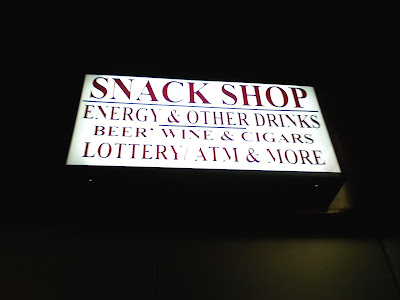 SNACK SHOP
ENERGY & OTHER DRINKS
BEER' WINE & CIGARS
LOTTERY/ ATM & MORE